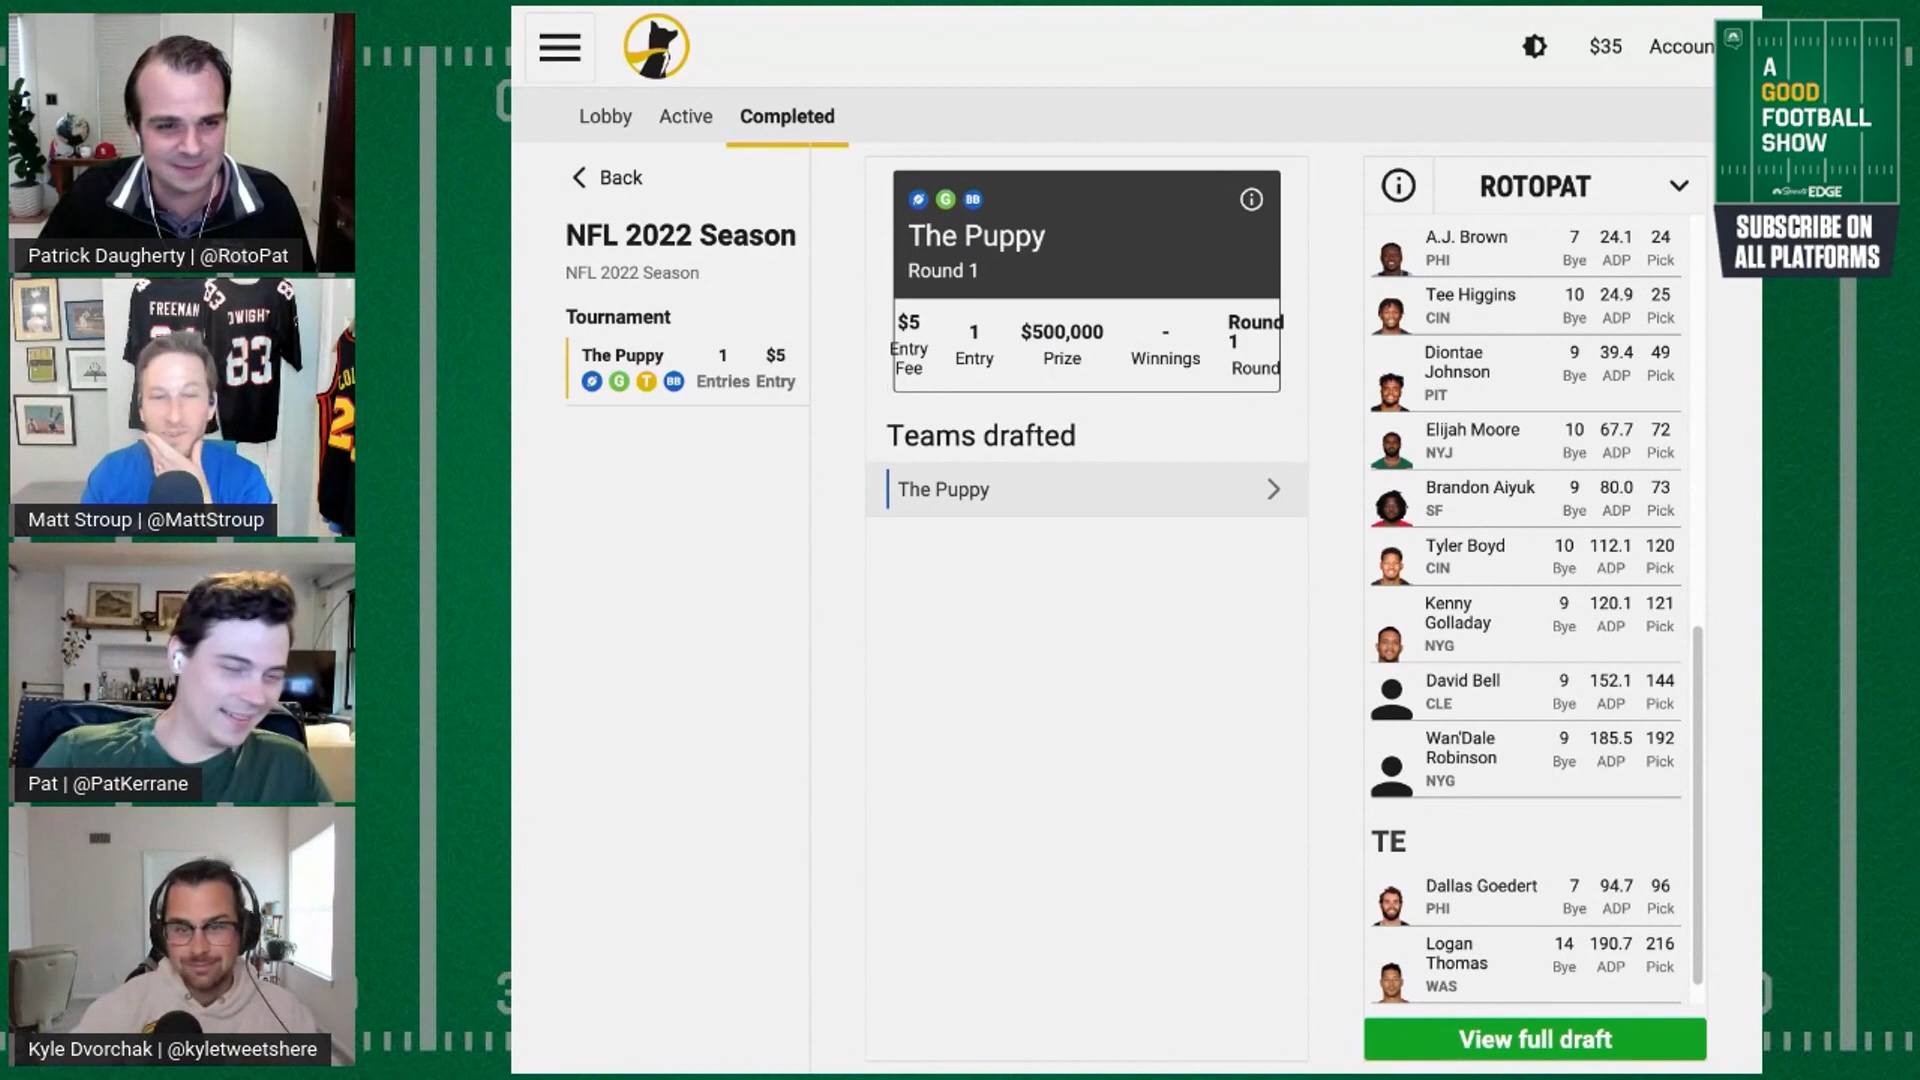 Patrick Daugherty | @RotoPat
FREEMAN
DWIGHT
83
83
Matt Stroup | @MattStroup
Pat | @PatKerrane
Kyle Dvorchak | @kyletweetshere
$35
Accoun
Lobby
Active
Completed
Back
NFL 2022 Season
NFL 2022 Season
Tournament
The Puppy 1 $5
G T BB Entries Entry
G BB
The Puppy
Round 1
$5 Entry Fee
1 Entry
$500,000 Prize
- Winnings
Round 1 Round
Teams drafted
The Puppy
ROTOPAT
A.J. Brown 7 24.1 24
PHI Bye ADP Pick
Tee Higgins 10 24.9 25
CIN Bye ADP Pick
Diontae 9 39.4 49
Johnson Bye ADP Pick
PIT
Elijah Moore 10 67.7 72
NYJ Bye ADP Pick
Brandon Aiyuk 9 80.0 73
SF Bye ADP Pick
Tyler Boyd 10 112.1 120
CIN Bye ADP Pick
Kenny 9 120.1 121
Golladay Bye ADP Pick
NYG
David Bell 9 152.1 144
CLE Bye ADP Pick
Wan'Dale 9 185.5 192
Robinson Bye ADP Pick
NYG
TE
Dallas Goedert 7 94.7 96
PHI Bye ADP Pick
Logan 14 190.7 216
Thomas Bye ADP Pick
WAS
View full draft
A
GOOD
FOOTBALL
SHOW
EDGE
SUBSCRIBE ON
ALL PLATFORMS